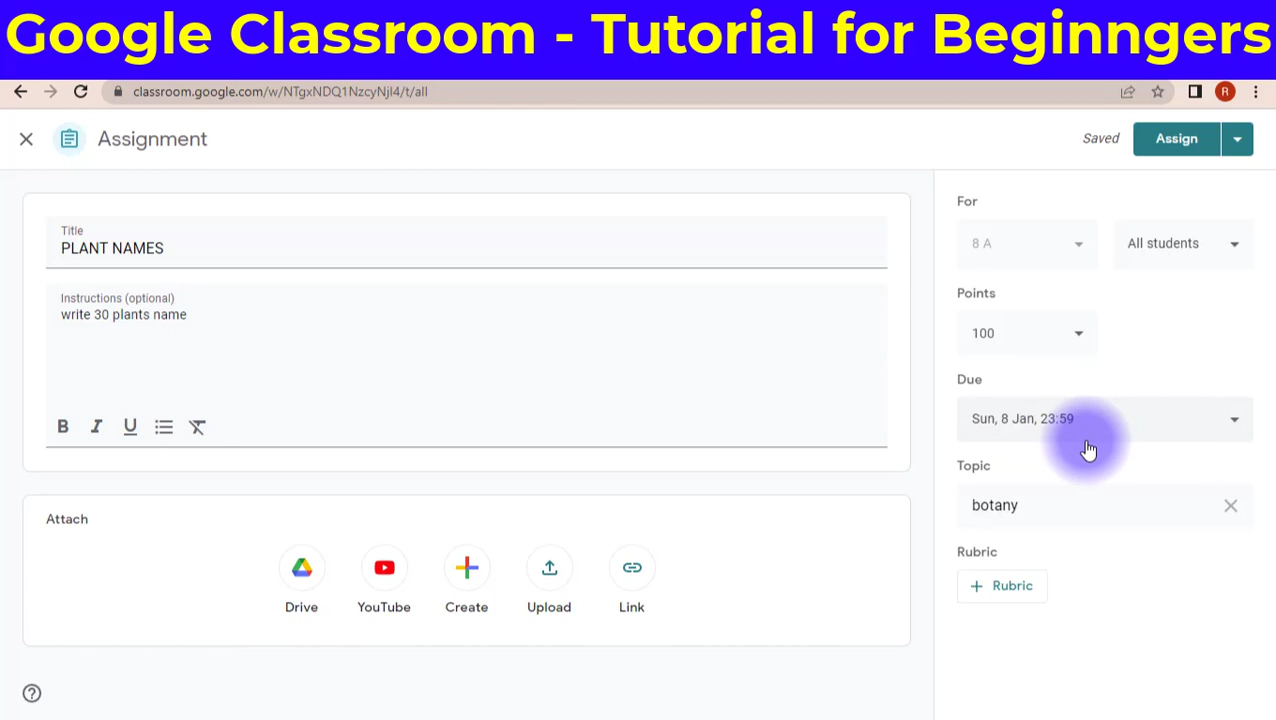 Google Classroom - Tutorial for Beginngers
classroom.google.com/w/NTgxNDQ1NzcyNjI4/t/all
R
Assignment
Saved
Assign
Title
PLANT NAMES
Instructions (optional)
write 30 plants name
B I U
Attach
Drive YouTube Create Upload Link
For
8 A All students
Points
100
Due
Sun, 8 Jan, 23:59
Topic
botany
Rubric
+ Rubric